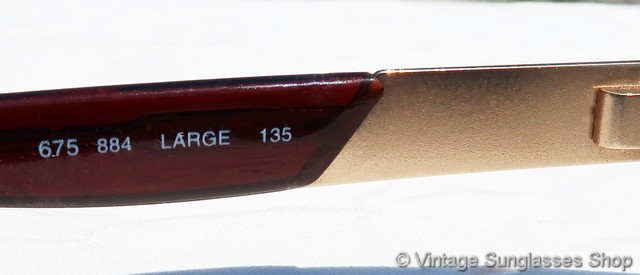 675 884 LARGE 135
© Vintage Sunglasses Shop